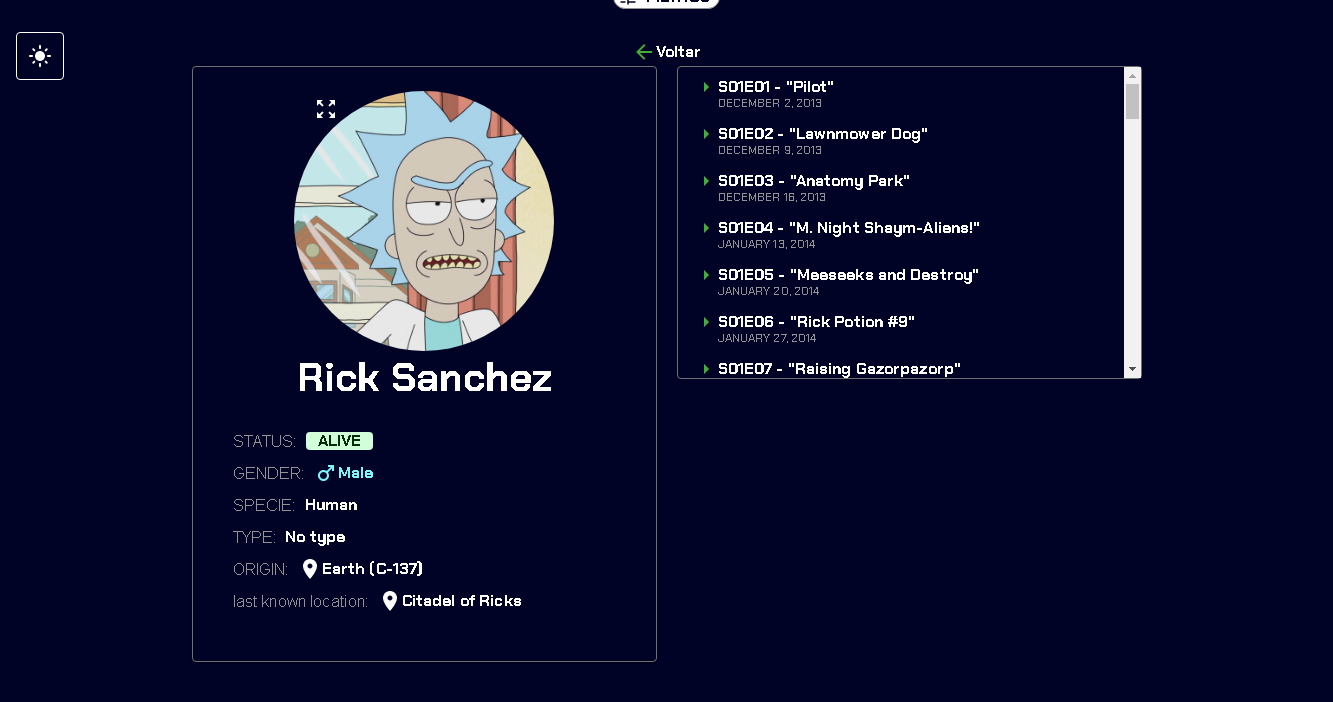 Voltar
Rick Sanchez
STATUS: ALIVE
GENDER: Male
SPECIE: Human
TYPE: No type
ORIGIN: Earth (C-137)
last known location: Citadel of Ricks
S01E01 - "Pilot"
DECEMBER 2, 2013
S01E02 - "Lawnmower Dog"
DECEMBER 9, 2013
S01E03 - "Anatomy Park"
DECEMBER 16, 2013
S01E04 - "M. Night Shaym-Aliens!"
JANUARY 13, 2014
S01E05 - "Meeseeks and Destroy"
JANUARY 20, 2014
S01E06 - "Rick Potion #9"
JANUARY 27, 2014
S01E07 - "Raising Gazorpazorp"